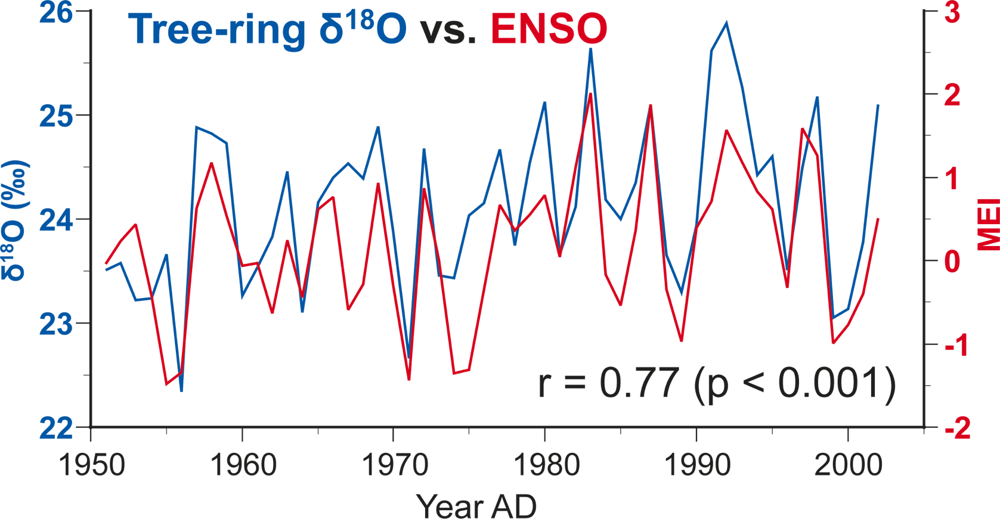 Tree-ring δ¹⁸O vs. ENSO
26
25
24
23
22
δ¹⁸O (‰)
3
2
1
0
-1
-2
MEI
r = 0.77 (p < 0.001)
1950 1960 1970 1980 1990 2000
Year AD